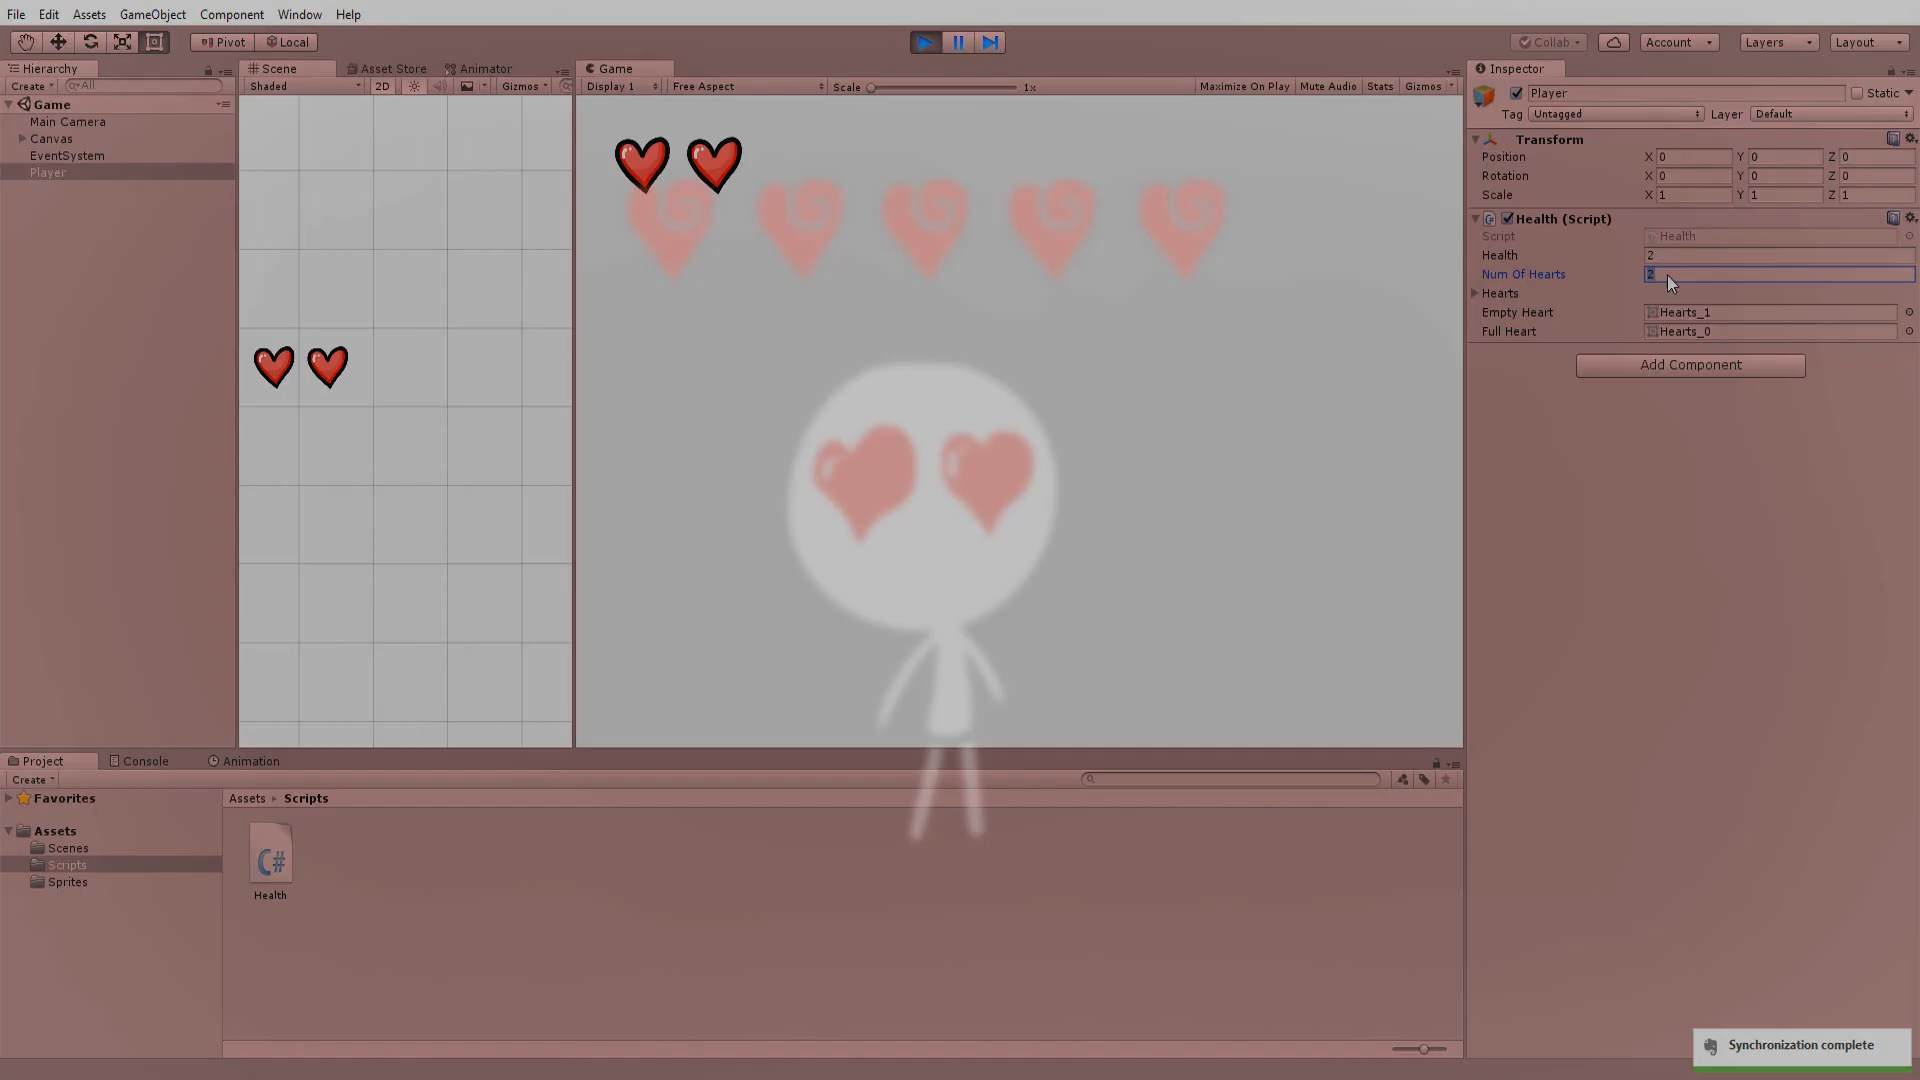 File Edit Assets GameObject Component Window Help
Pivot Local
Collab Account Layers Layout
Hierarchy
Create All
Game
Main Camera
Canvas
EventSystem
Player
Scene Asset Store Animator
Shaded 2D Gizmos
Game
Display 1 Free Aspect Scale 1x Maximize On Play Mute Audio Stats Gizmos
Inspector
Player Static
Tag Untagged Layer Default
Transform
Position X 0 Y 0 Z 0
Rotation X 0 Y 0 Z 0
Scale X 1 Y 1 Z 1
Health (Script)
Script Health
Health 2
Num Of Hearts 2
Hearts
Empty Heart Hearts_1
Full Heart Hearts_0
Add Component
Project Console Animation
Create
Favorites
Assets
Scenes
Scripts
Sprites
Assets Scripts
C#
Health
Synchronization complete